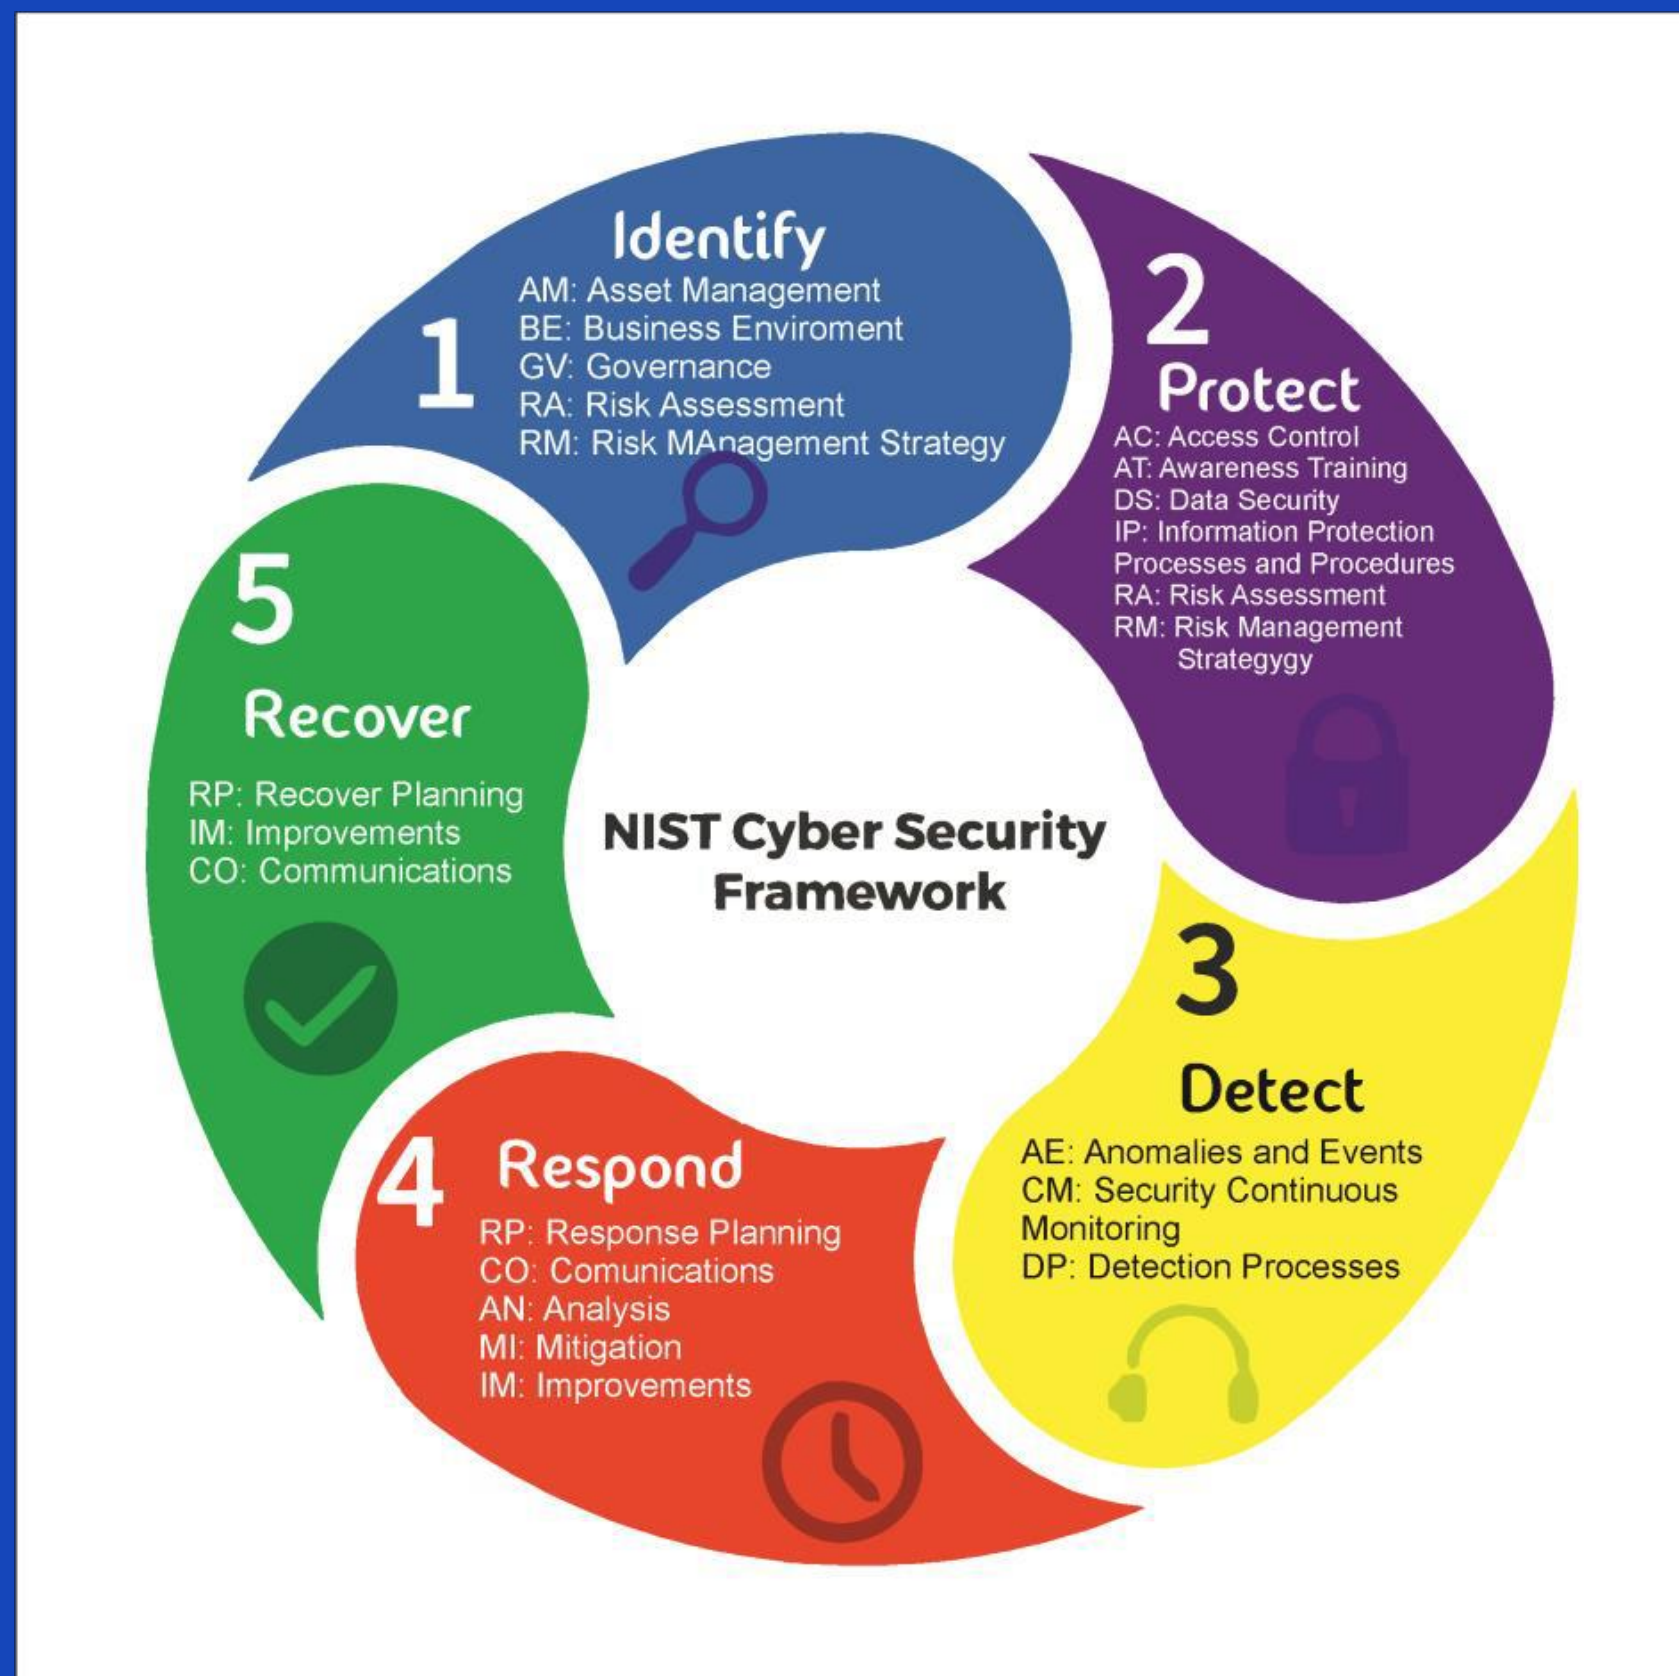 1
Identify
AM: Asset Management
BE: Business Enviroment
GV: Governance
RA: Risk Assessment
RM: Risk MAnagement Strategy
2
Protect
AC: Access Control
AT: Awareness Training
DS: Data Security
IP: Information Protection
Processes and Procedures
RA: Risk Assessment
RM: Risk Management
Strategygy
3
Detect
AE: Anomalies and Events
CM: Security Continuous
Monitoring
DP: Detection Processes
4
Respond
RP: Response Planning
CO: Comunications
AN: Analysis
MI: Mitigation
IM: Improvements
5
Recover
RP: Recover Planning
IM: Improvements
CO: Communications
NIST Cyber Security
Framework